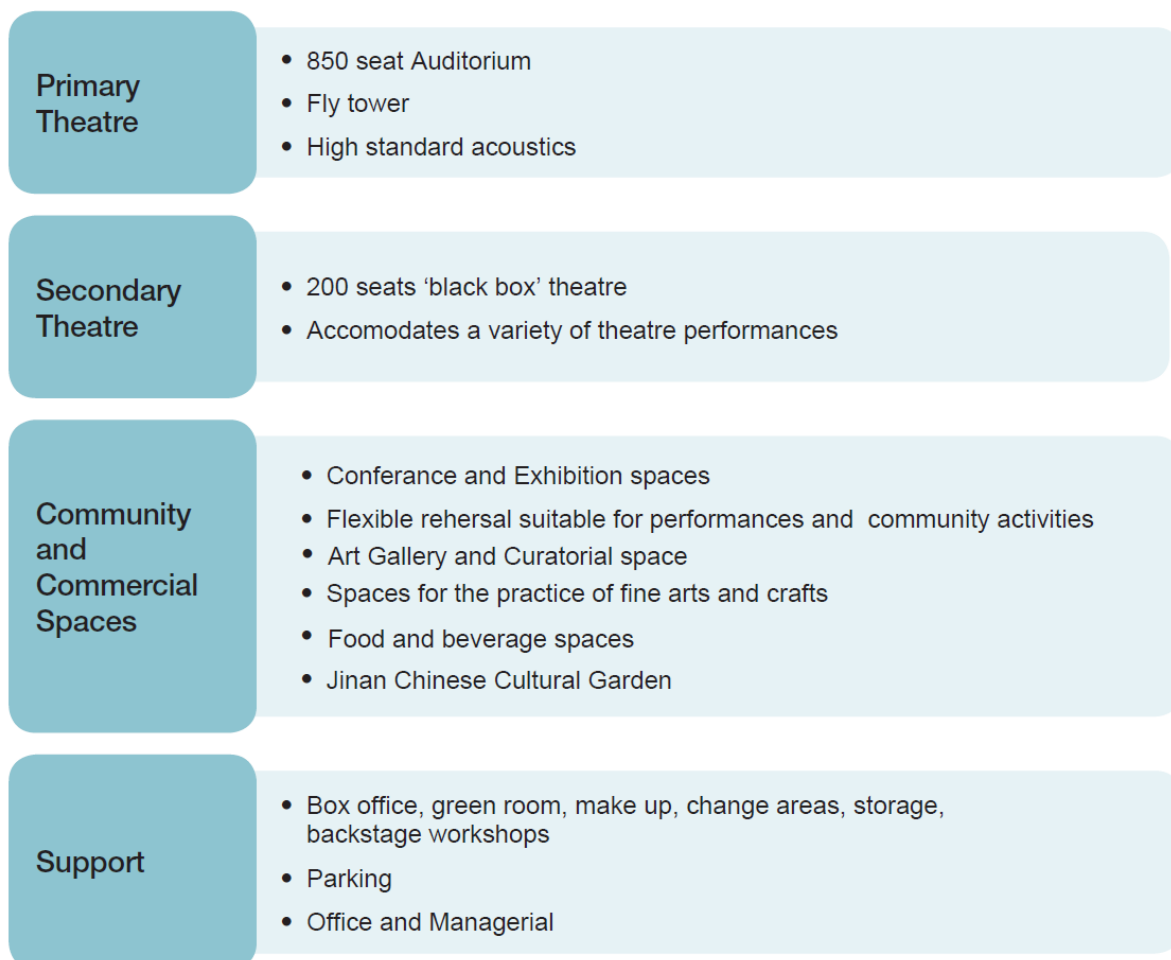 Primary
Theatre
• 850 seat Auditorium
• Fly tower
• High standard acoustics
Secondary
Theatre
• 200 seats ‘black box’ theatre
• Accomodates a variety of theatre performances
Community
and
Commercial
Spaces
• Conferance and Exhibition spaces
• Flexible rehersal suitable for performances and community activities
• Art Gallery and Curatorial space
• Spaces for the practice of fine arts and crafts
• Food and beverage spaces
• Jinan Chinese Cultural Garden
Support
• Box office, green room, make up, change areas, storage,
backstage workshops
• Parking
• Office and Managerial